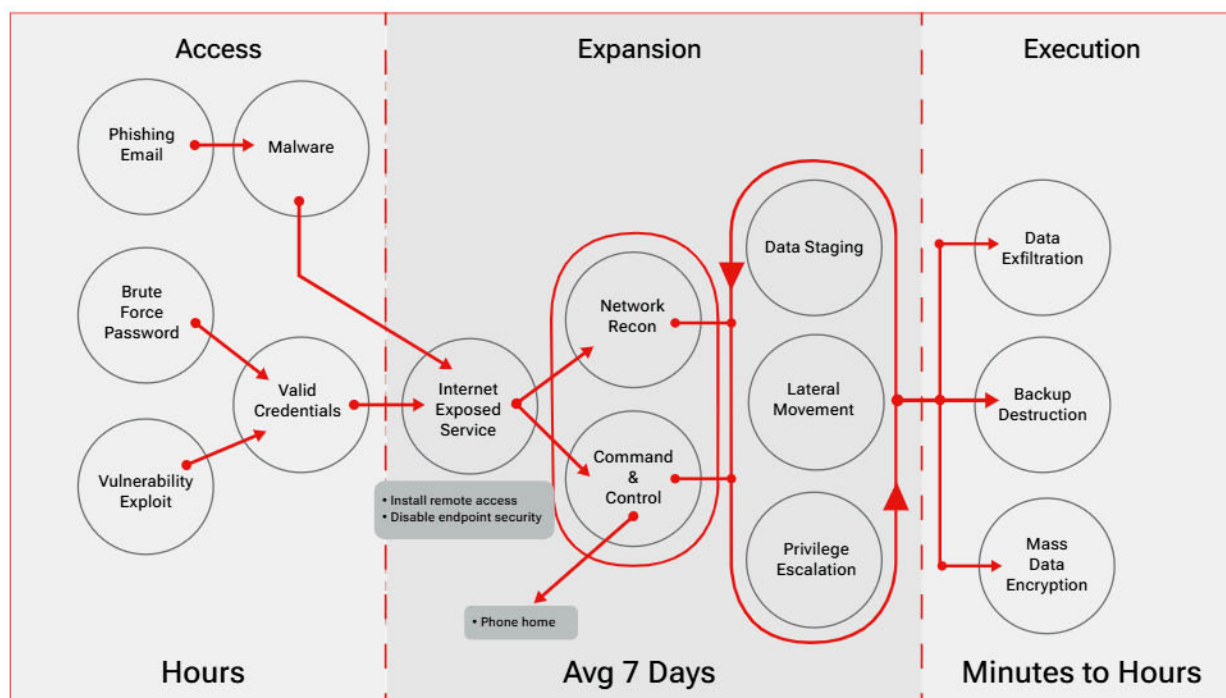 Access
Expansion
Execution
Phishing
Email
Malware
Brute
Force
Password
Valid
Credentials
Vulnerability
Exploit
Internet
Exposed
Service
• Install remote access
• Disable endpoint security
Network
Recon
Command
&
Control
• Phone home
Data Staging
Lateral
Movement
Privilege
Escalation
Data
Exfiltration
Backup
Destruction
Mass
Data
Encryption
Hours
Avg 7 Days
Minutes to Hours